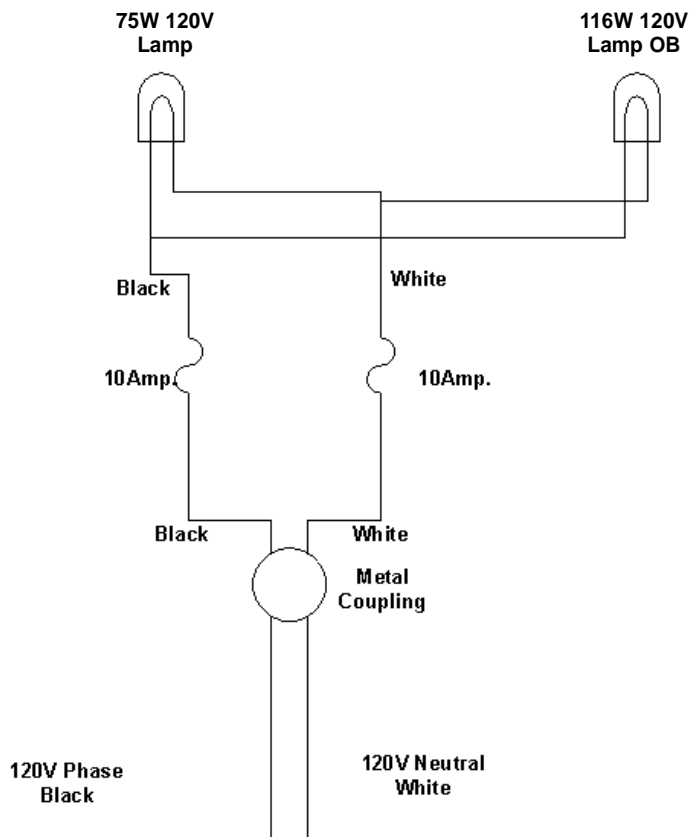 75W 120V
Lamp
116W 120V
Lamp OB
Black
White
10Amp.
10Amp.
Black
White
Metal
Coupling
120V Phase
Black
120V Neutral
White